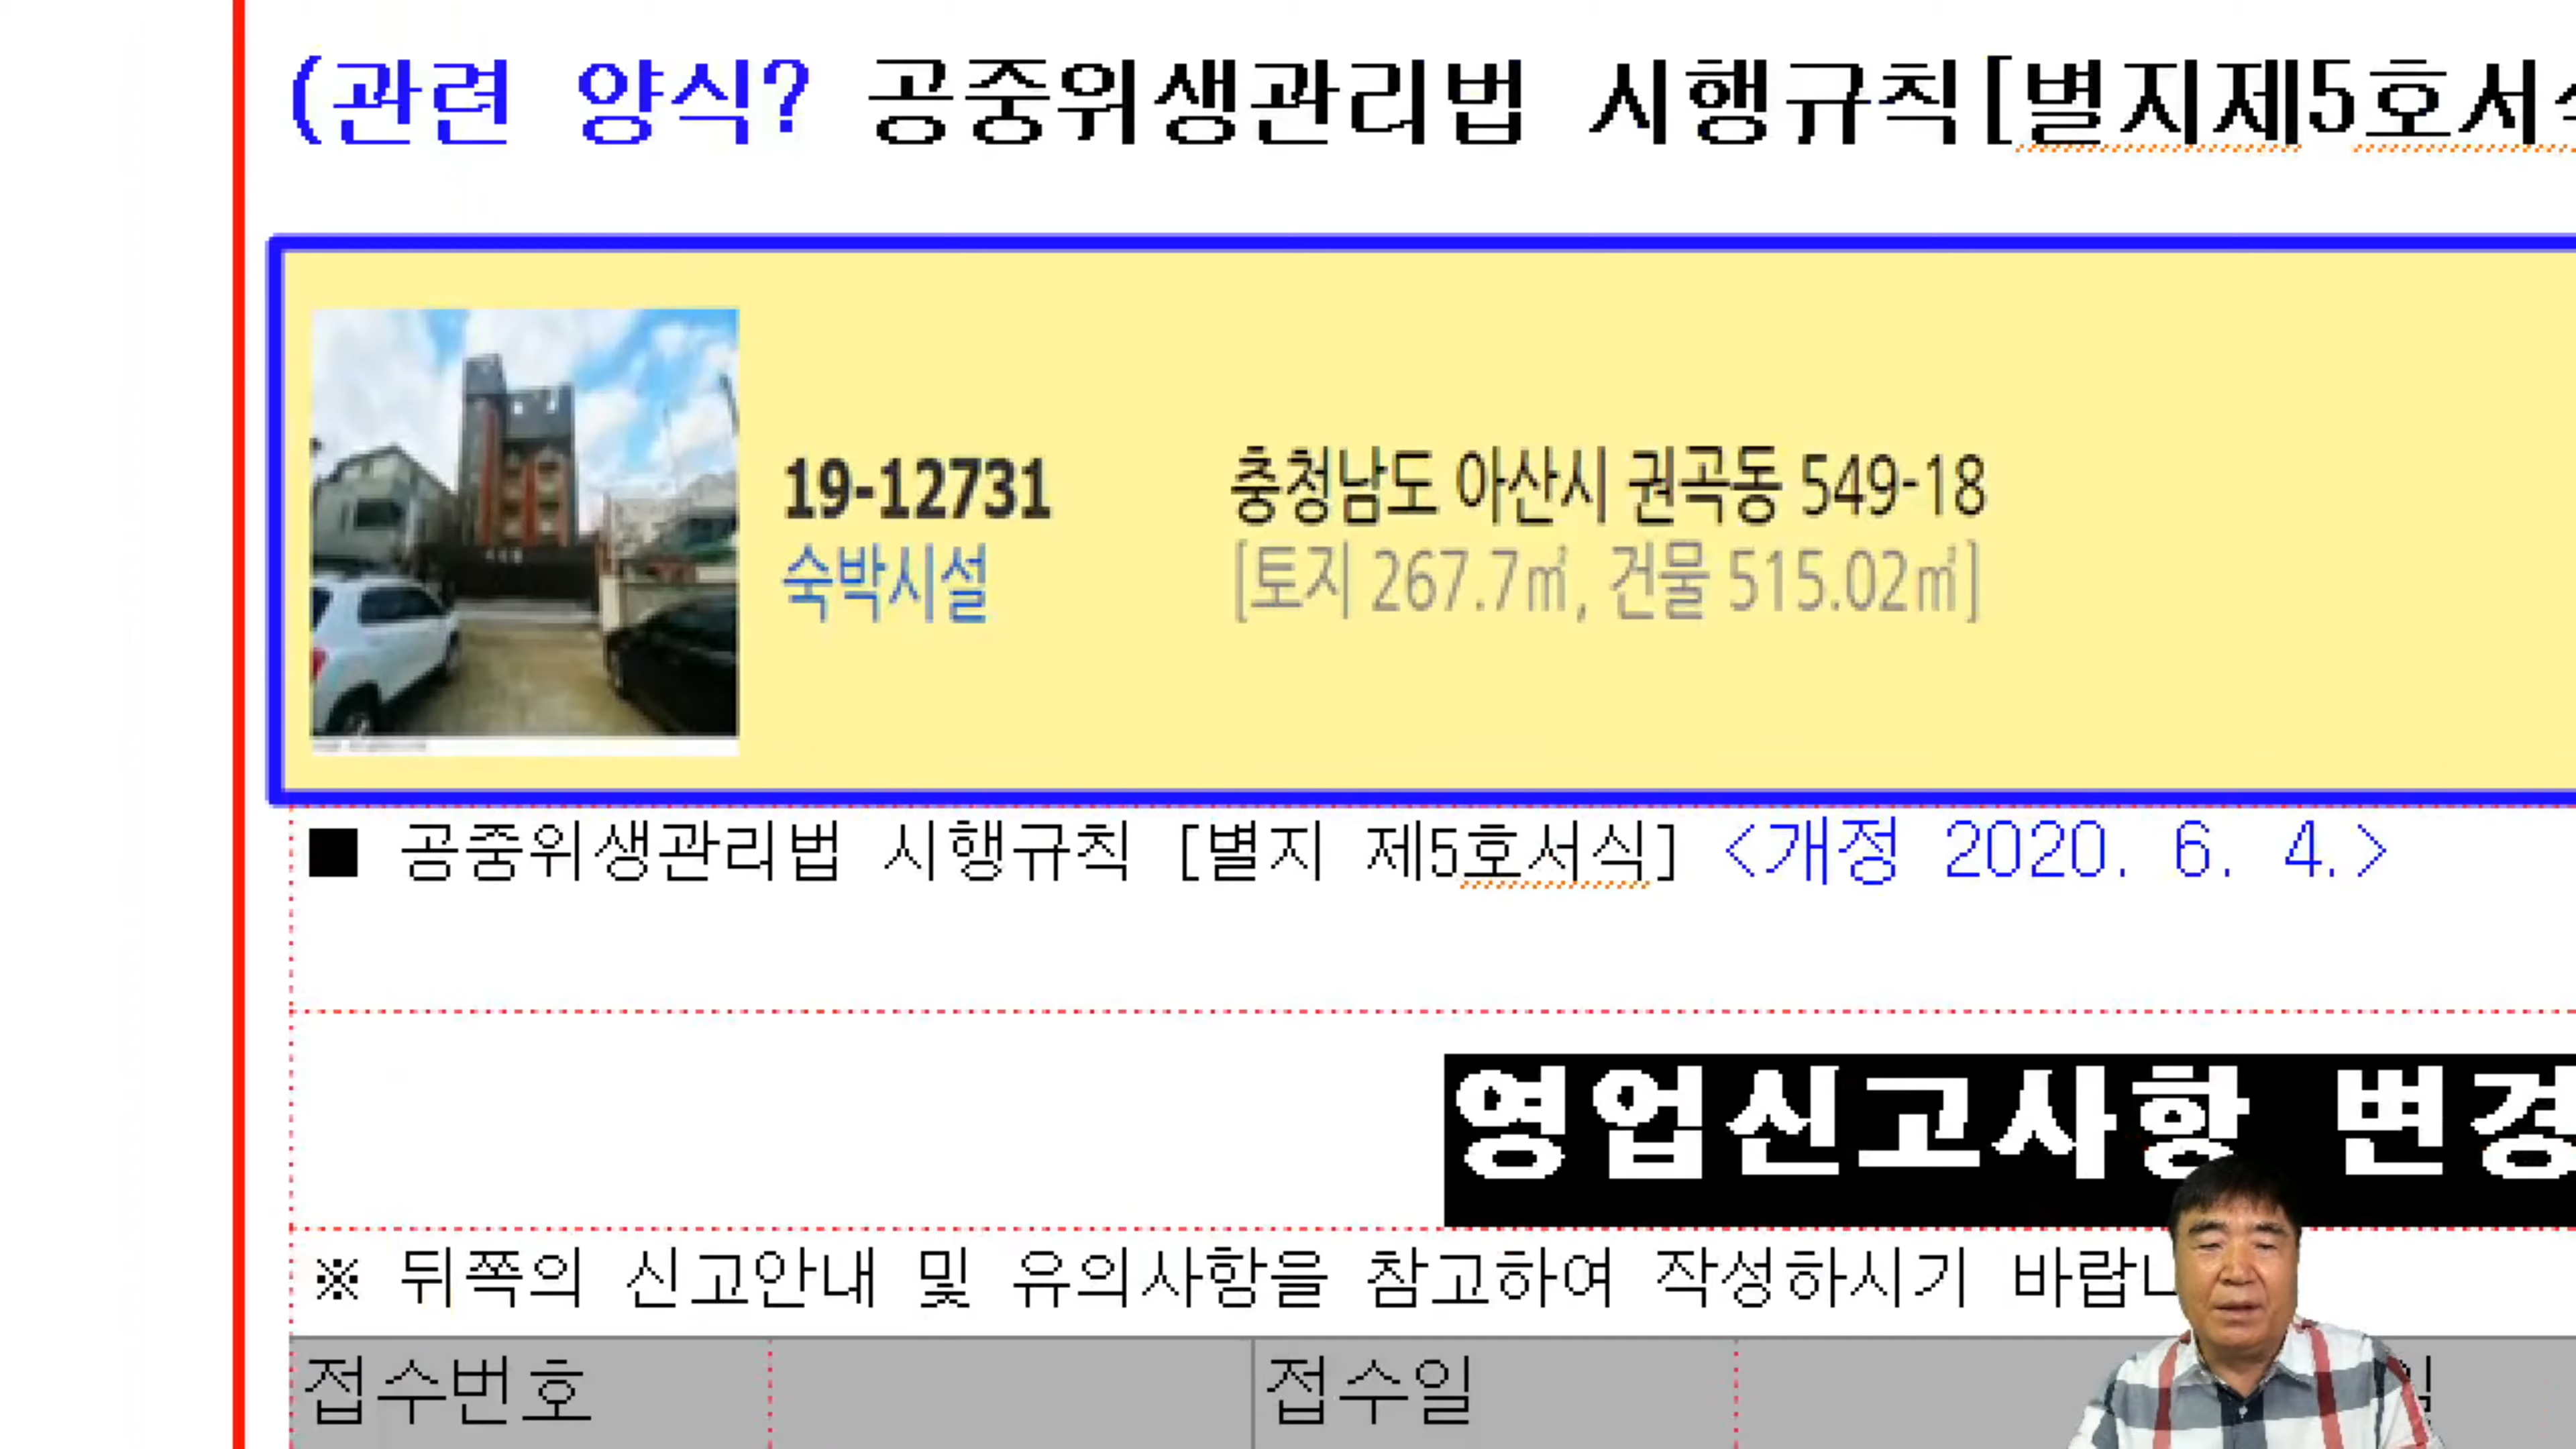 (관련 양식? 공중위생관리법 시행규칙[별지제5호서
19-12731 충청남도 아산시 권곡동 549-18
숙박시설 [토지 267.7㎡, 건물 515.02㎡]
■ 공중위생관리법 시행규칙 [별지 제5호서식] <개정 2020. 6. 4.>
영업신고사항 변경
※ 뒤쪽의 신고안내 및 유의사항을 참고하여 작성하시기
접수번호 접수일